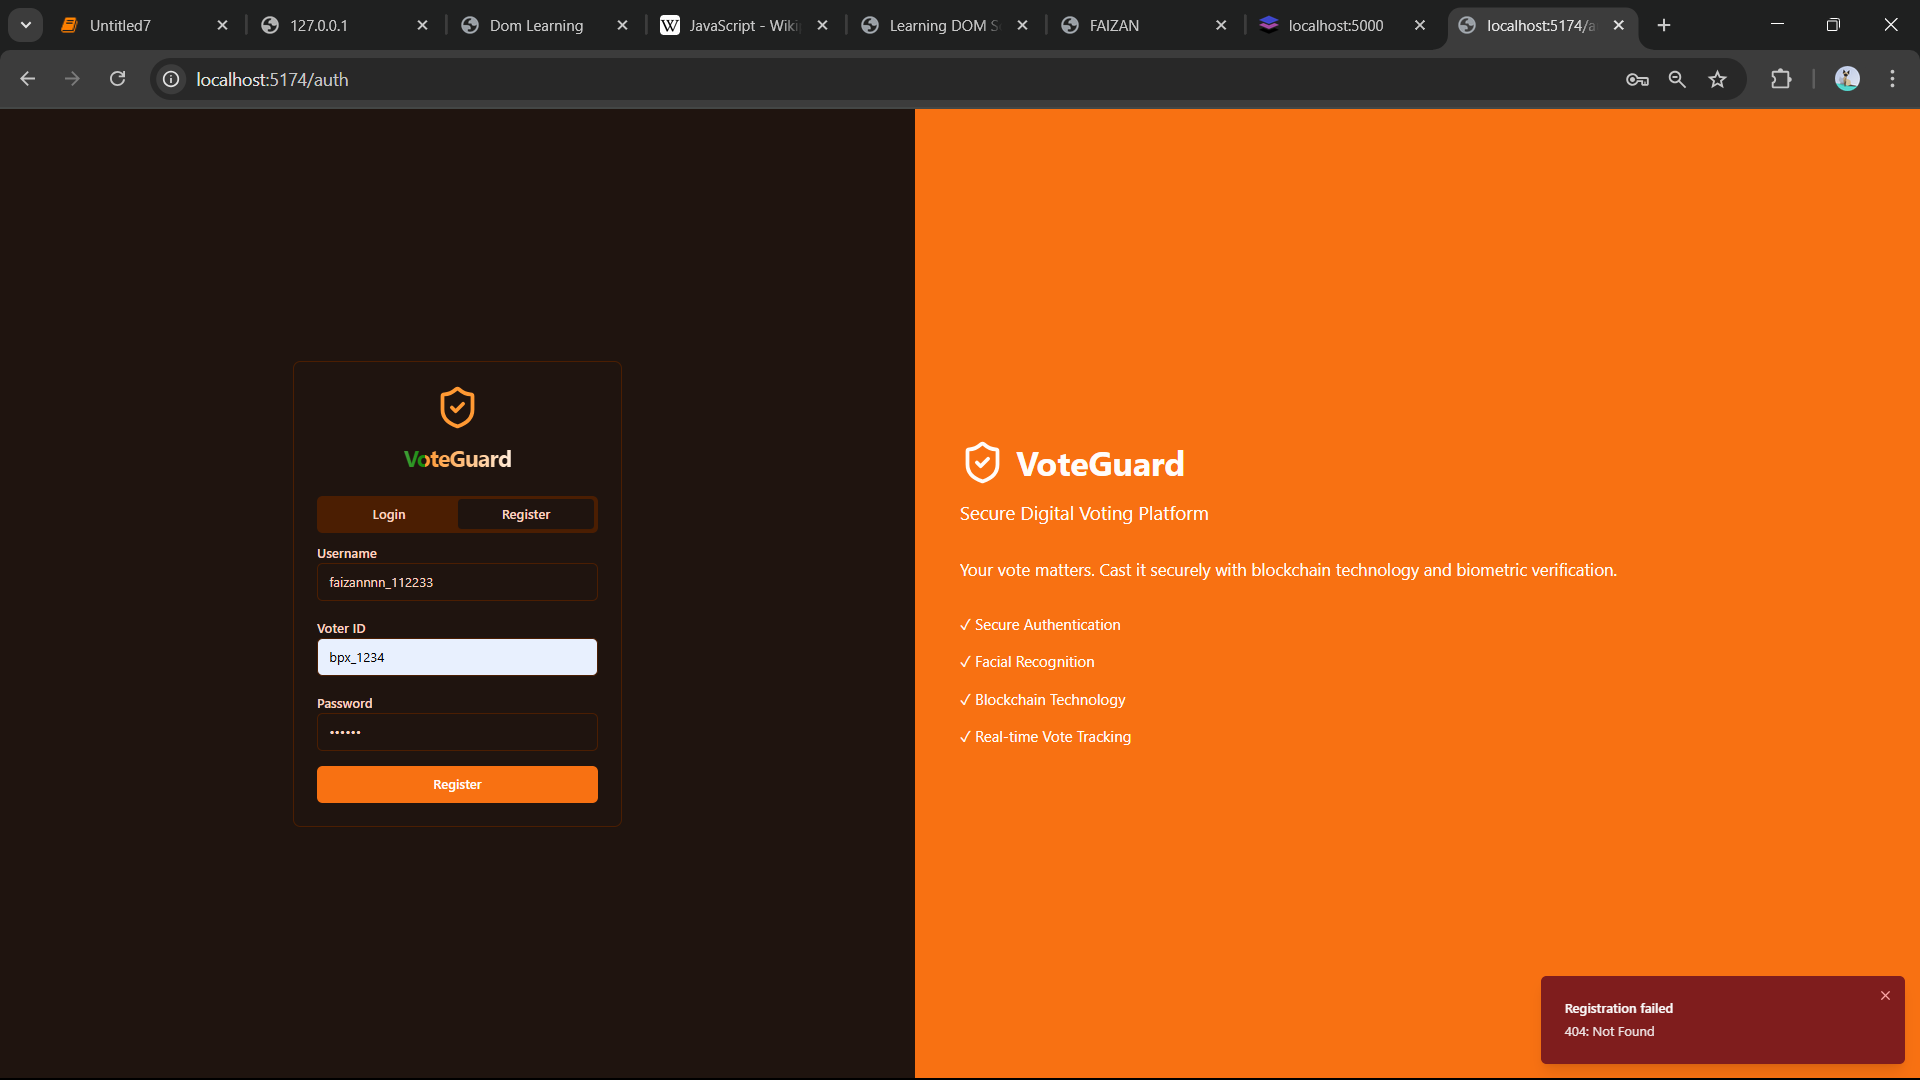 Untitled7
127.0.0.1
Dom Learning
JavaScript - Wiki
Learning DOM S
FAIZAN
localhost:5000
localhost:5174/a
localhost:5174/auth
VoteGuard
Login
Register
Username
faizannnn_112233
Voter ID
bpx_1234
Password
••••••
Register
VoteGuard
Secure Digital Voting Platform
Your vote matters. Cast it securely with blockchain technology and biometric verification.
✓ Secure Authentication
✓ Facial Recognition
✓ Blockchain Technology
✓ Real-time Vote Tracking
Registration failed
404: Not Found